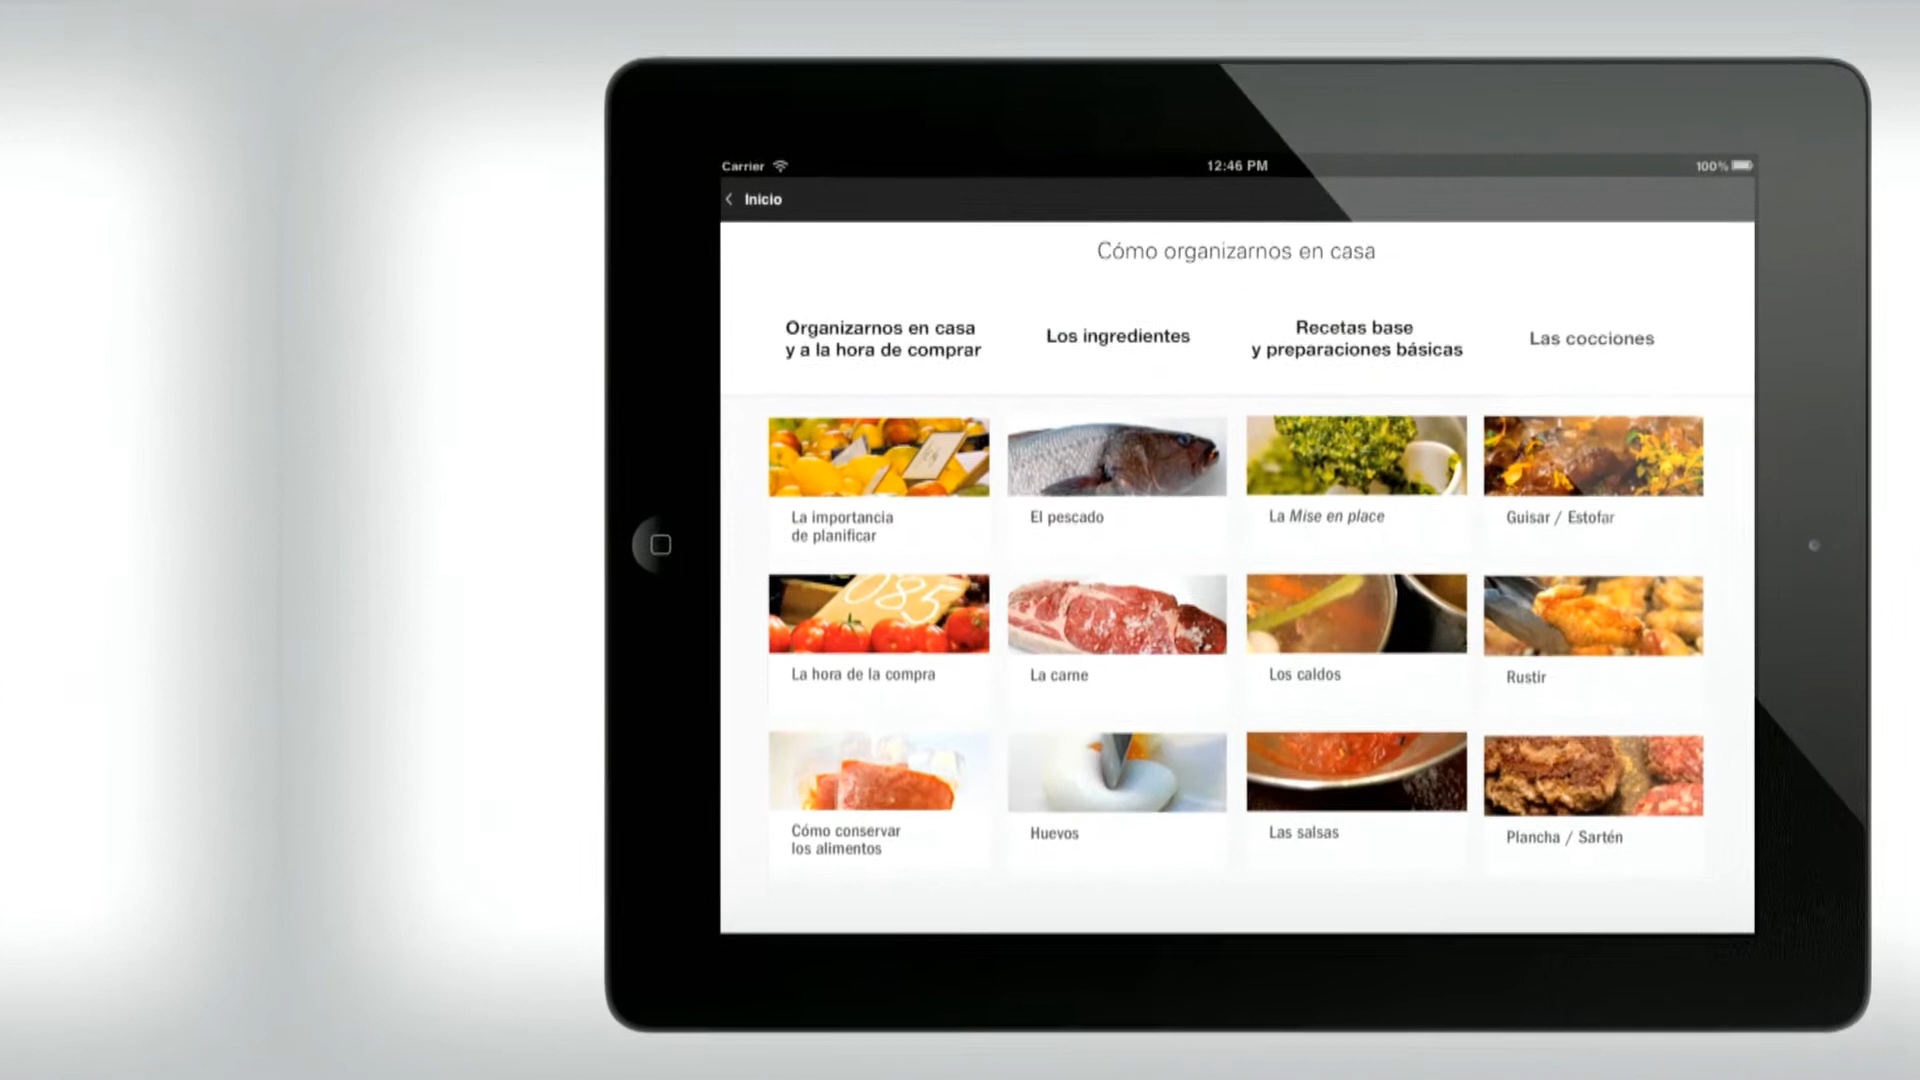 Carrier
12:46 PM
100%
Inicio
Cómo organizarnos en casa
Organizarnos en casa
y a la hora de comprar
Los ingredientes
Recetas base
y preparaciones básicas
Las cocciones
La importancia
de planificar
El pescado
La Mise en place
Guisar / Estofar
085
La hora de la compra
La carne
Los caldos
Rustir
Cómo conservar
los alimentos
Huevos
Las salsas
Plancha / Sartén